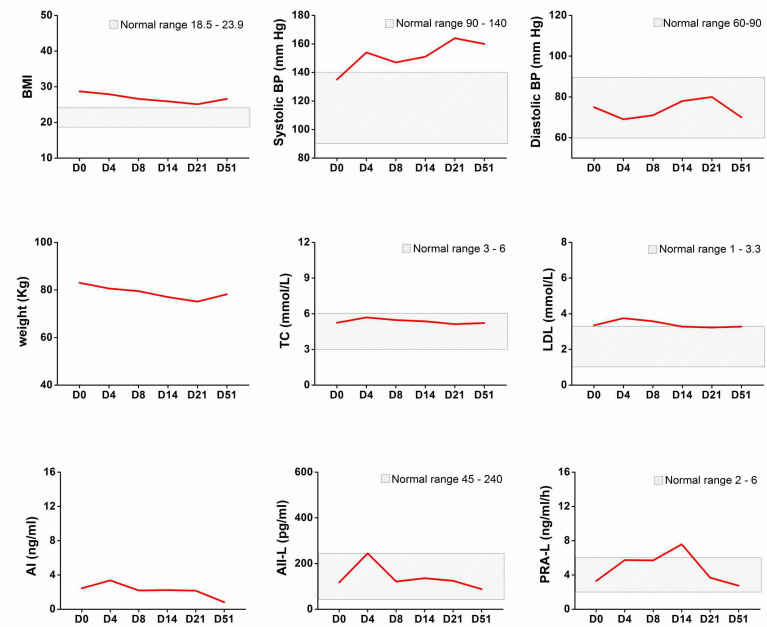 BMI
50
40
30
20
10
Normal range 18.5 - 23.9
D0 D4 D8 D14 D21 D51
Systolic BP (mm Hg)
180
160
140
120
100
80
Normal range 90 - 140
D0 D4 D8 D14 D21 D51
Diastolic BP (mm Hg)
120
100
80
60
Normal range 60-90
D0 D4 D8 D14 D21 D51
weight (Kg)
100
80
60
40
D0 D4 D8 D14 D21 D51
TC (mmol/L)
12
9
6
3
0
Normal range 3 - 6
D0 D4 D8 D14 D21 D51
LDL (mmol/L)
8
6
4
2
0
Normal range 1 - 3.3
D0 D4 D8 D14 D21 D51
AI (ng/ml)
16
12
8
4
0
D0 D4 D8 D14 D21 D51
AII-L (pg/ml)
600
400
200
0
Normal range 45 - 240
D0 D4 D8 D14 D21 D51
PRA-L (ng/ml/h)
16
12
8
4
0
Normal range 2 - 6
D0 D4 D8 D14 D21 D51